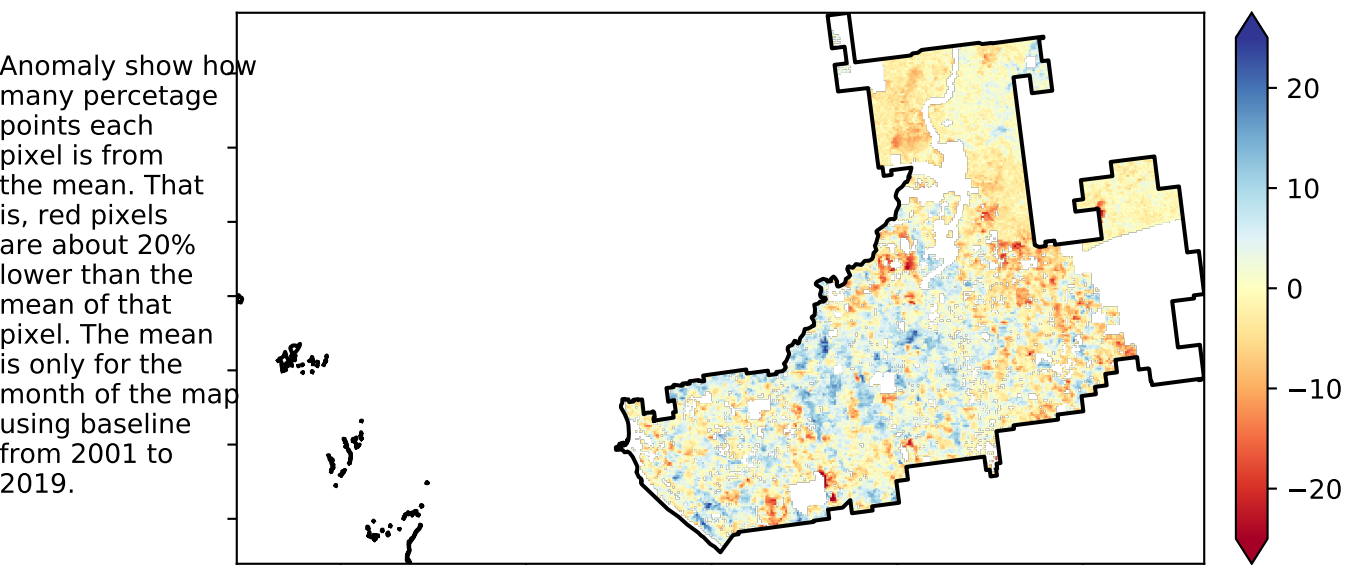 Anomaly show how
many percetage
points each
pixel is from
the mean. That
is, red pixels
are about 20%
lower than the
mean of that
pixel. The mean
is only for the
month of the map
using baseline
from 2001 to
2019.
20
10
0
−10
−20